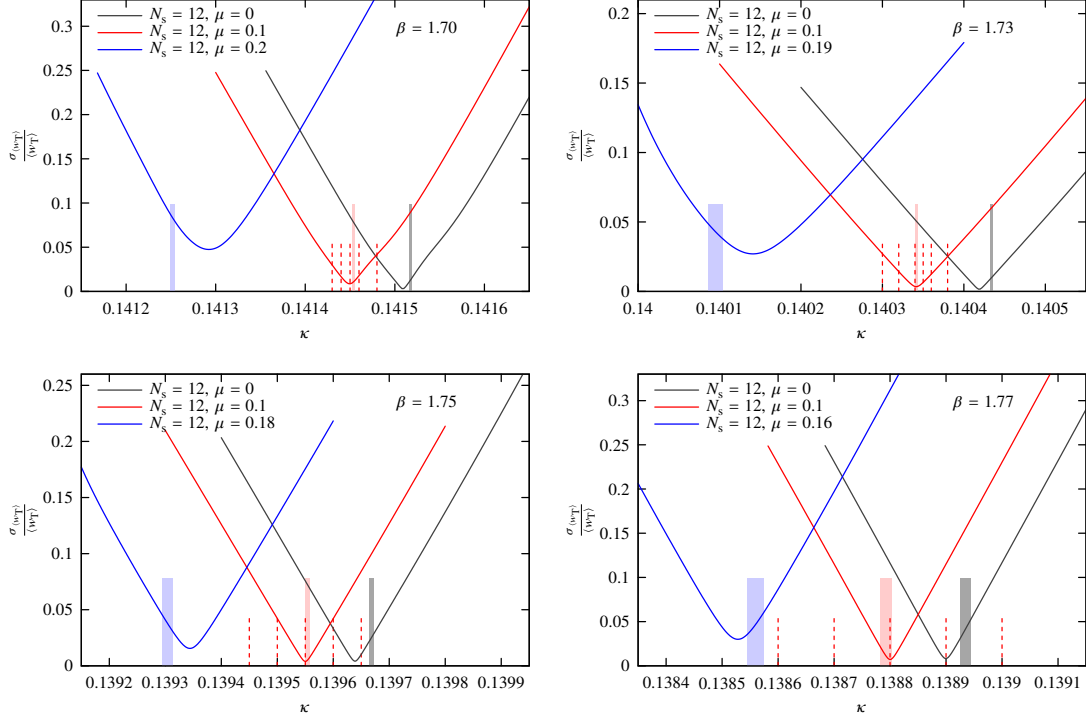 N_s = 12, μ = 0
N_s = 12, μ = 0.1
N_s = 12, μ = 0.2
β = 1.70
σ_⟨w_T⟩ / ⟨w_T⟩
0.3
0.25
0.2
0.15
0.1
0.05
0
0.1412 0.1413 0.1414 0.1415 0.1416
κ
N_s = 12, μ = 0
N_s = 12, μ = 0.1
N_s = 12, μ = 0.19
β = 1.73
σ_⟨w_T⟩ / ⟨w_T⟩
0.2
0.15
0.1
0.05
0
0.14 0.1401 0.1402 0.1403 0.1404 0.1405
κ
N_s = 12, μ = 0
N_s = 12, μ = 0.1
N_s = 12, μ = 0.18
β = 1.75
σ_⟨w_T⟩ / ⟨w_T⟩
0.25
0.2
0.15
0.1
0.05
0
0.1392 0.1393 0.1394 0.1395 0.1396 0.1397 0.1398 0.1399
κ
N_s = 12, μ = 0
N_s = 12, μ = 0.1
N_s = 12, μ = 0.16
β = 1.77
σ_⟨w_T⟩ / ⟨w_T⟩
0.3
0.25
0.2
0.15
0.1
0.05
0
0.1384 0.1385 0.1386 0.1387 0.1388 0.1389 0.139 0.1391
κ